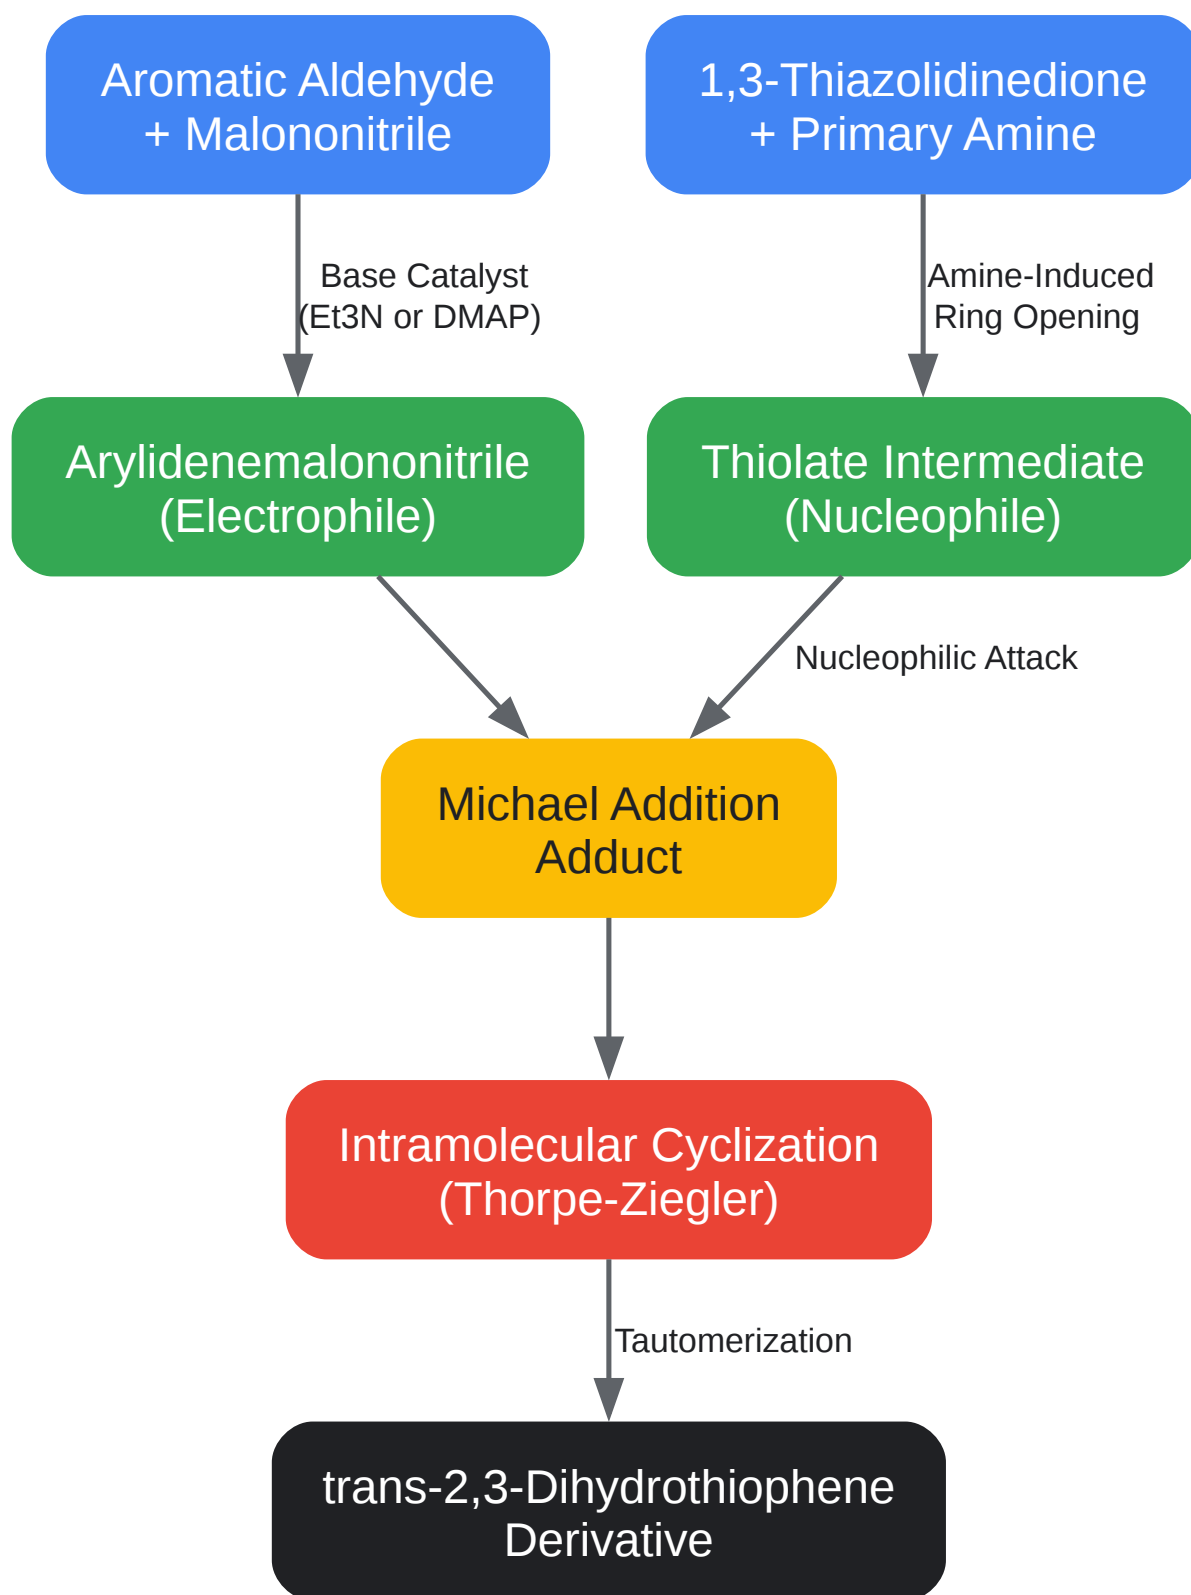 Aromatic Aldehyde
+ Malononitrile
1,3-Thiazolidinedione
+ Primary Amine
Base Catalyst
(Et3N or DMAP)
Amine-Induced
Ring Opening
Arylidenemalononitrile
(Electrophile)
Thiolate Intermediate
(Nucleophile)
Nucleophilic Attack
Michael Addition
Adduct
Intramolecular Cyclization
(Thorpe-Ziegler)
Tautomerization
trans-2,3-Dihydrothiophene
Derivative